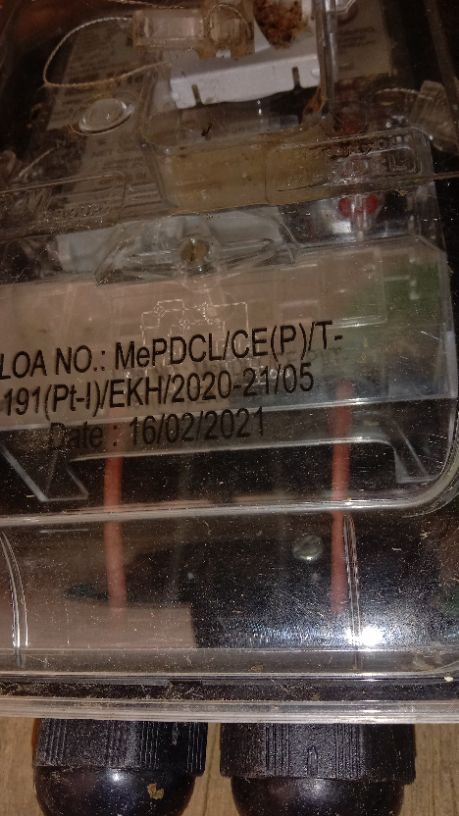 LOA NO.: MePDCL/CE(P)/T-
191(Pt-I)/EKH/2020-21/05
Date : 16/02/2021